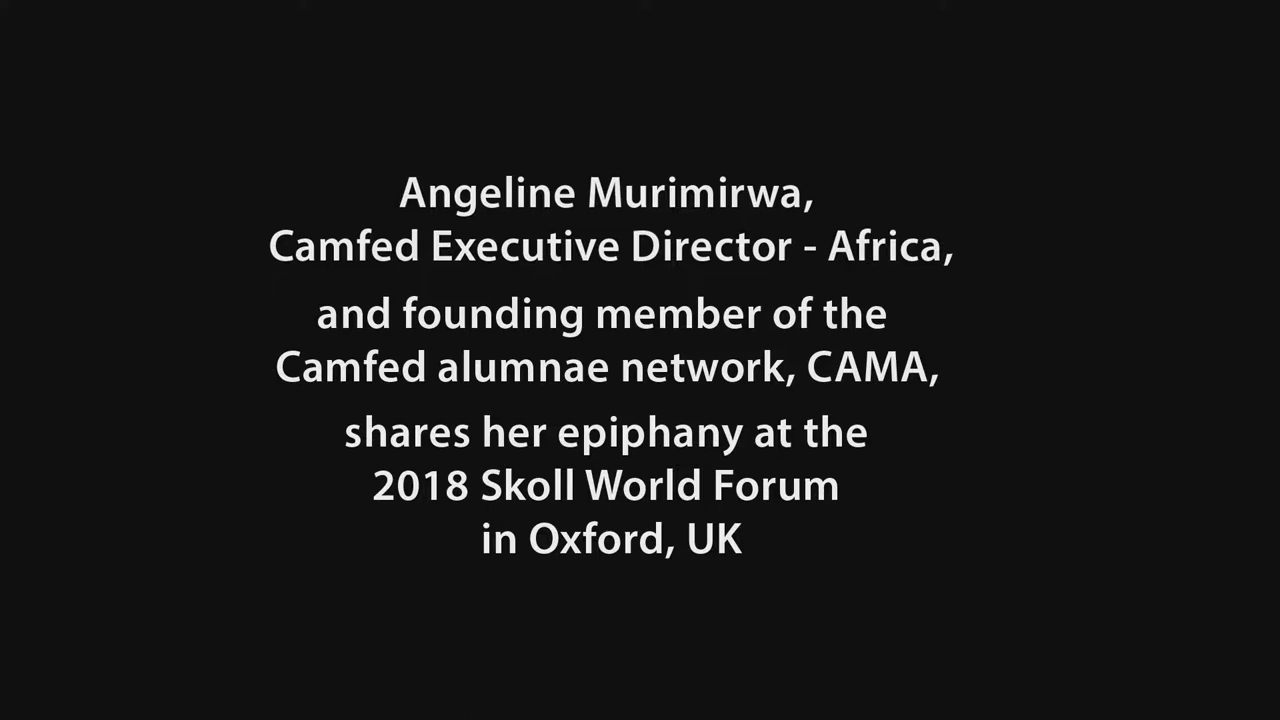 Angeline Murimirwa,
Camfed Executive Director - Africa,
and founding member of the
Camfed alumnae network, CAMA,
shares her epiphany at the
2018 Skoll World Forum
in Oxford, UK